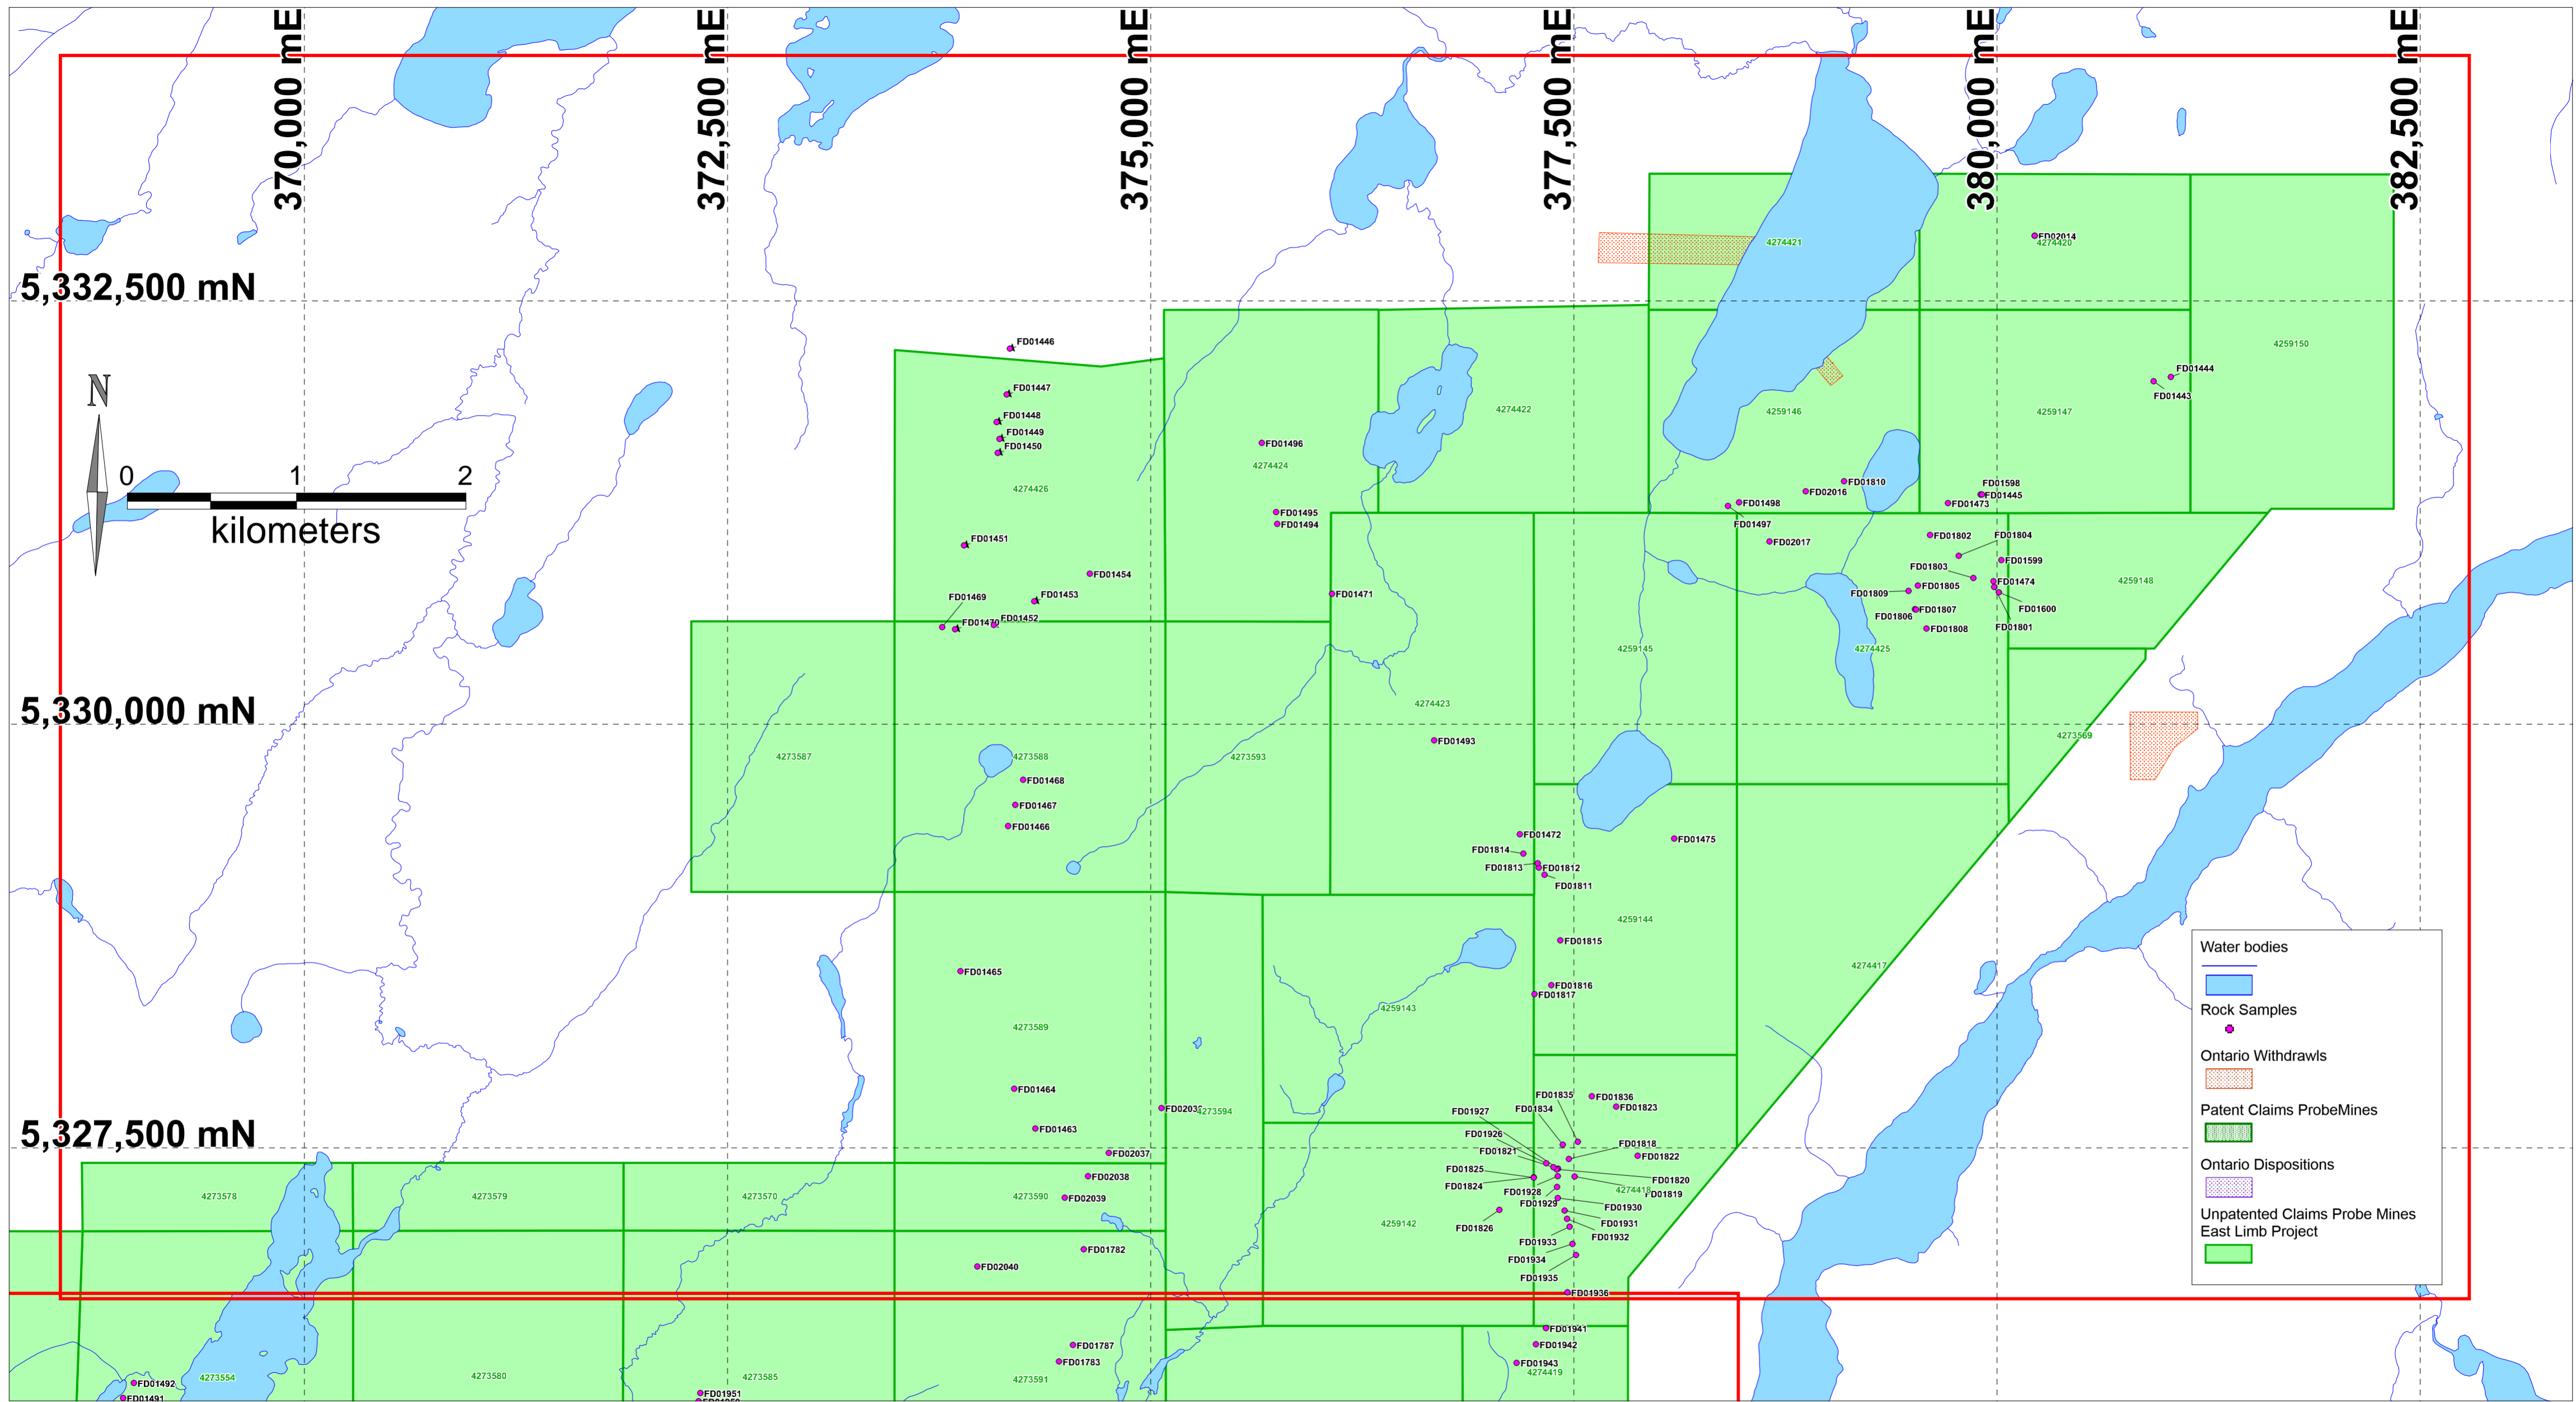 370,000 mE
372,500 mE
375,000 mE
377,500 mE
380,000 mE
382,500 mE
4274421
FD02014
4274420
5,332,500 mN
FD01446
4259150
FD01444
FD01443
N
FD01447
FD01448
FD01449
FD01450
4274422
4259146
4259147
FD01496
4274424
0 1 2
kilometers
4274426
FD01810
FD02016
FD01598
FD01445
FD01473
FD01498
FD01497
FD01495
FD01494
FD01451
FD02017
FD01802
FD01804
FD01454
FD01599
FD01803
FD01474
4259148
FD01805
FD01809
FD01453
FD01471
FD01469
FD01600
FD01807
FD01806
FD01452
FD01470
FD01801
FD01808
4259145
4274425
5,330,000 mN
4274423
4273569
FD01493
4273587
4273588
4273593
FD01468
FD01467
FD01466
FD01472
FD01475
FD01814
FD01813
FD01812
FD01811
4259144
FD01815
4274417
FD01465
FD01816
FD01817
4259143
4273589
Water bodies
Rock Samples
Ontario Withdrawls
Patent Claims ProbeMines
Ontario Dispositions
Unpatented Claims Probe Mines
East Limb Project
FD01464
FD01835
FD01836
FD01834
FD01823
FD01927
4273594
5,327,500 mN
FD01463
FD01926
FD01818
FD01821
FD02037
FD01822
FD01825
FD02038
FD01820
FD01824
4274418
FD01819
FD01928
4273578
4273579
4273570
4273590
FD02039
FD01929
FD01930
FD01826
4259142
FD01931
FD01932
FD01933
FD01782
FD01934
FD02040
FD01935
FD01936
FD01941
FD01942
FD01787
FD01783
FD01943
4274419
4273554
4273580
4273585
4273591
FD01492
FD01491
FD01951